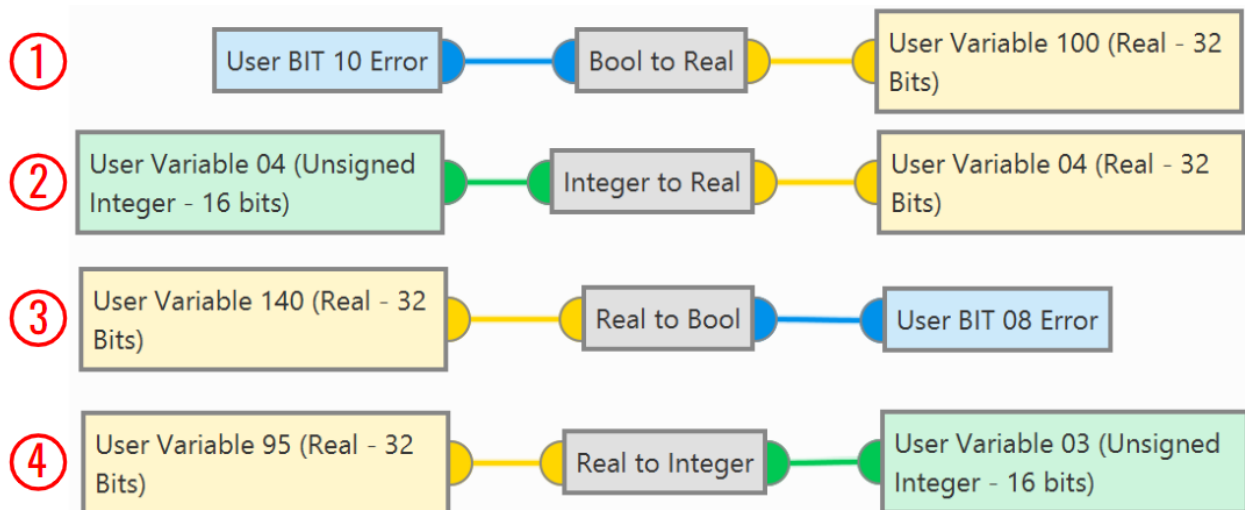 1
User BIT 10 Error
Bool to Real
User Variable 100 (Real - 32
Bits)
2
User Variable 04 (Unsigned
Integer - 16 bits)
Integer to Real
User Variable 04 (Real - 32
Bits)
3
User Variable 140 (Real - 32
Bits)
Real to Bool
User BIT 08 Error
4
User Variable 95 (Real - 32
Bits)
Real to Integer
User Variable 03 (Unsigned
Integer - 16 bits)